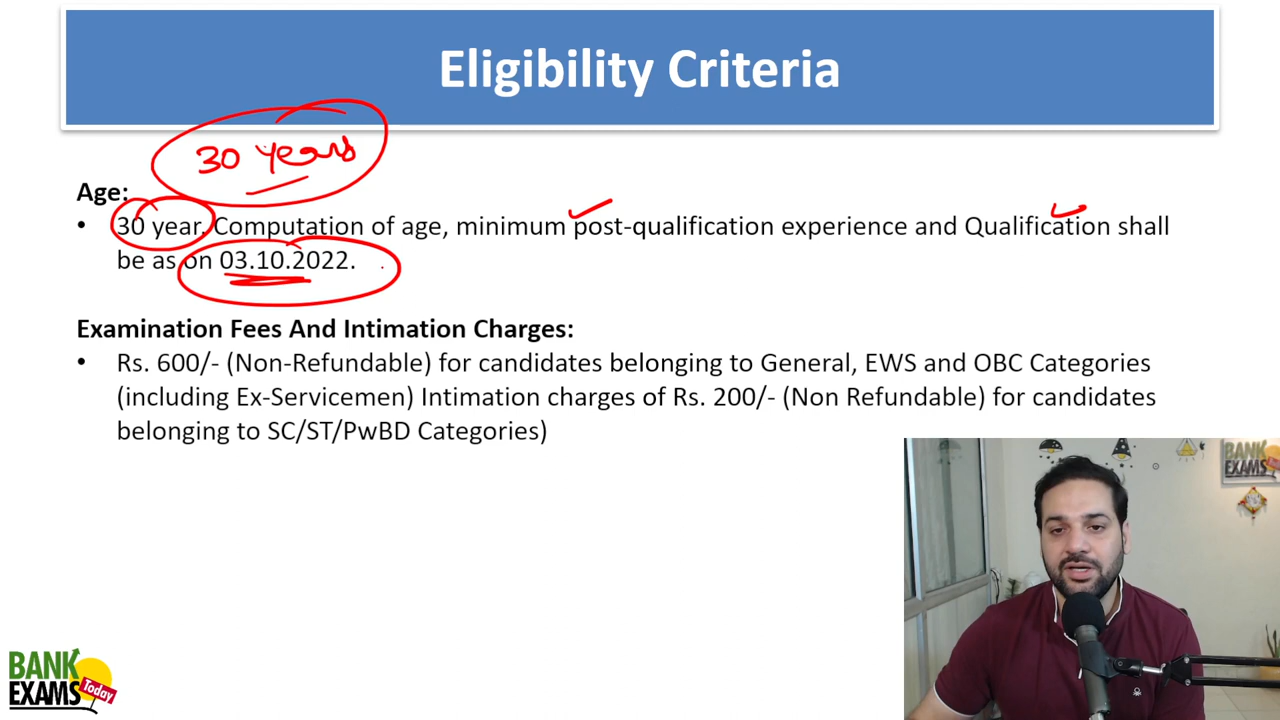 Eligibility Criteria
30 years
Age:
• 30 year. Computation of age, minimum post-qualification experience and Qualification shall
be as on 03.10.2022.
Examination Fees And Intimation Charges:
• Rs. 600/- (Non-Refundable) for candidates belonging to General, EWS and OBC Categories
(including Ex-Servicemen) Intimation charges of Rs. 200/- (Non Refundable) for candidates
belonging to SC/ST/PwBD Categories)
BANK
EXAMS
Today
BANK
EXAMS